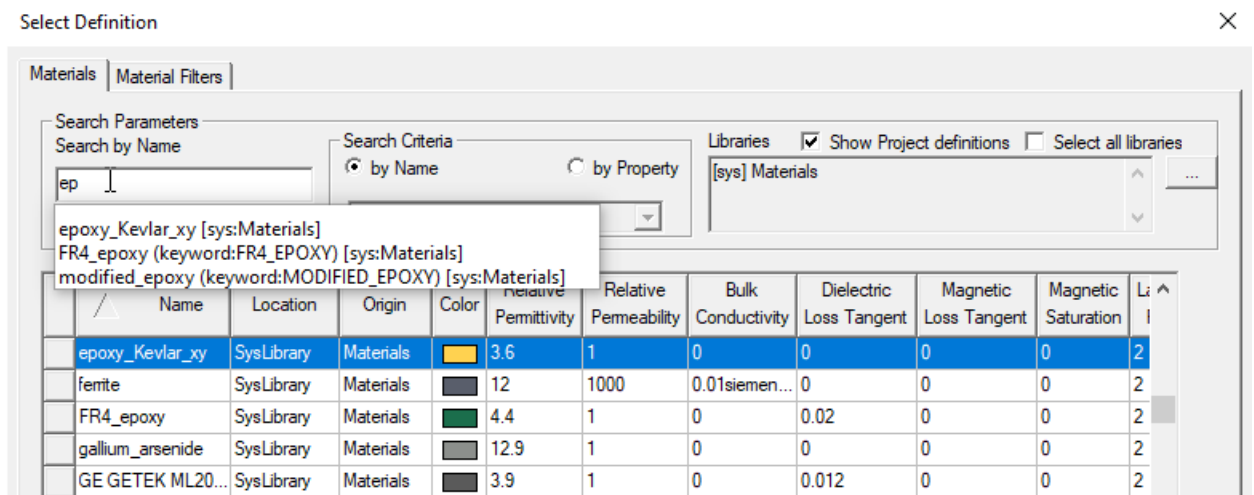 Select Definition
Materials
Material Filters
Search Parameters
Search by Name
Search Criteria
Libraries
Show Project definitions
Select all libraries
ep
by Name
by Property
[sys] Materials
...
epoxy_Kevlar_xy [sys:Materials]
FR4_epoxy (keyword:FR4_EPOXY) [sys:Materials]
modified_epoxy (keyword:MODIFIED_EPOXY) [sys:Materials]
Name Location Origin Color Relative Permittivity Relative Permeability Bulk Conductivity Dielectric Loss Tangent Magnetic Loss Tangent Magnetic Saturation
epoxy_Kevlar_xy SysLibrary Materials 3.6 1 0 0 0 0 2
ferrite SysLibrary Materials 12 1000 0.01siemen... 0 0 0 2
FR4_epoxy SysLibrary Materials 4.4 1 0 0.02 0 0 2
gallium_arsenide SysLibrary Materials 12.9 1 0 0 0 0 2
GE GETEK ML20... SysLibrary Materials 3.9 1 0 0.012 0 0 2